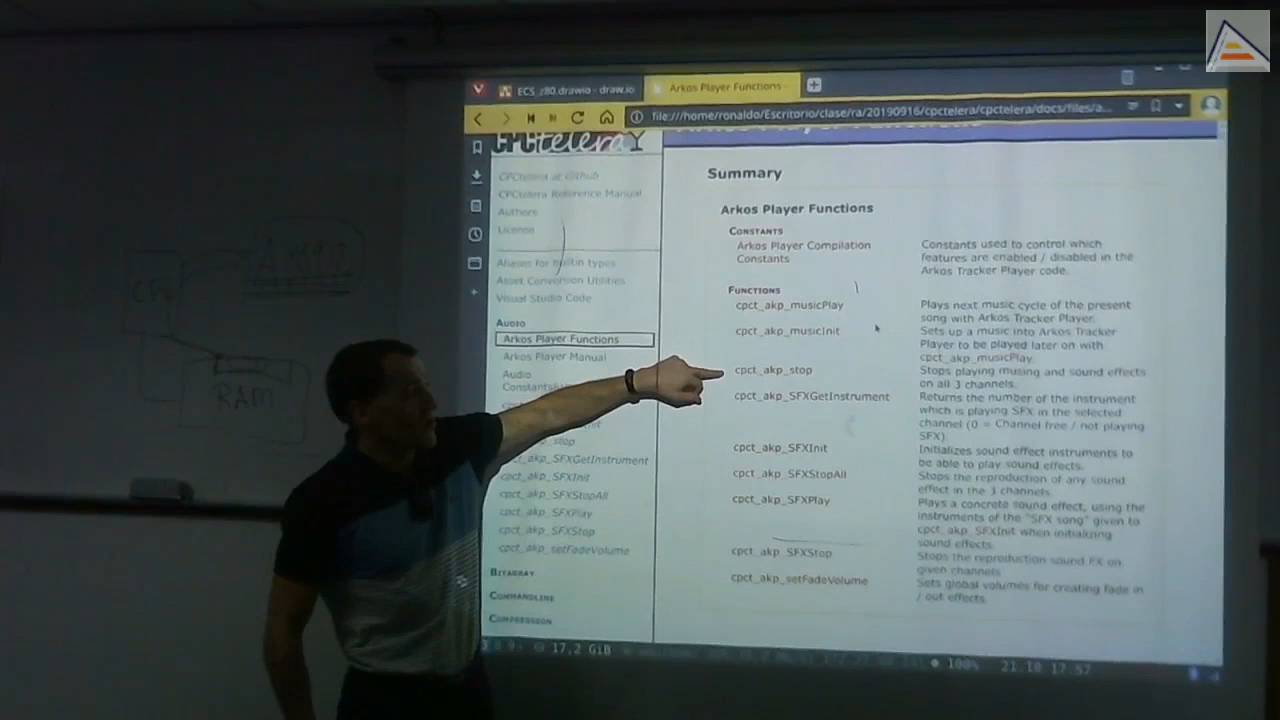 ECS_z80.drawio - draw.io
Arkos Player Functions -
file:///home/ronaldo/Escritorio/clase/ra/20190916/cpctelera/cpctelera/docs/files/a...
CPCtelera
CPCtelera at Github
CPCtelera Reference Manual
Authors
License
Aliases for builtin types
Asset Conversion Utilities
Visual Studio Code
AUDIO
Arkos Player Functions
Arkos Player Manual
Audio
Constants
stop
cpct_akp_SFXGetInstrument
cpct_akp_SFXInit
cpct_akp_SFXStopAll
cpct_akp_SFXPlay
cpct_akp_SFXStop
cpct_akp_setFadeVolume
BITARRAY
COMMANDLINE
COMPRESSION
Summary
Arkos Player Functions
CONSTANTS
Arkos Player Compilation
Constants
Constants used to control which
features are enabled / disabled in the
Arkos Tracker Player code.
FUNCTIONS
cpct_akp_musicPlay
Plays next music cycle of the present
song with Arkos Tracker Player.
cpct_akp_musicInit
Sets up a music into Arkos Tracker
Player to be played later on with
cpct_akp_musicPlay.
cpct_akp_stop
Stops playing musing and sound effects
on all 3 channels.
cpct_akp_SFXGetInstrument
Returns the number of the instrument
which is playing SFX in the selected
channel (0 = Channel free / not playing
SFX).
cpct_akp_SFXInit
Initializes sound effect instruments to
be able to play sound effects.
cpct_akp_SFXStopAll
Stops the reproduction of any sound
effect in the 3 channels.
cpct_akp_SFXPlay
Plays a concrete sound effect, using the
instruments of the "SFX song" given to
cpct_akp_SFXInit when initializing
sound effects.
cpct_akp_SFXStop
Stops the reproduction sound FX on
given channels
cpct_akp_setFadeVolume
Sets global volumes for creating fade in
/ out effects.
17,2 GiB
100%
21 10 17:57
CPU
RAM